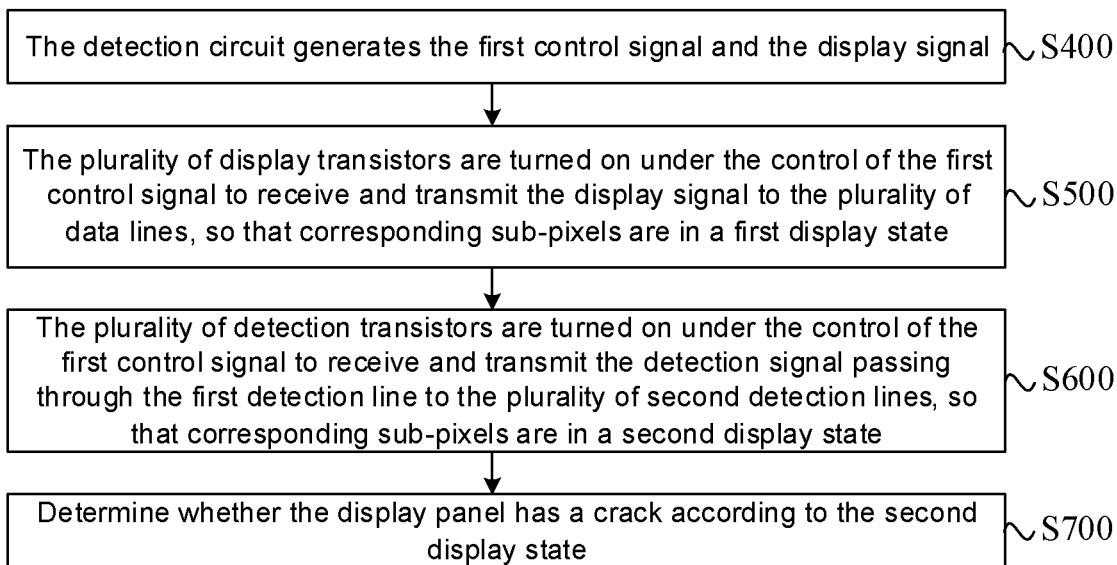 The detection circuit generates the first control signal and the display signal
S400
The plurality of display transistors are turned on under the control of the first
control signal to receive and transmit the display signal to the plurality of
data lines, so that corresponding sub-pixels are in a first display state
S500
The plurality of detection transistors are turned on under the control of the
first control signal to receive and transmit the detection signal passing
through the first detection line to the plurality of second detection lines, so
that corresponding sub-pixels are in a second display state
S600
Determine whether the display panel has a crack according to the second
display state
S700